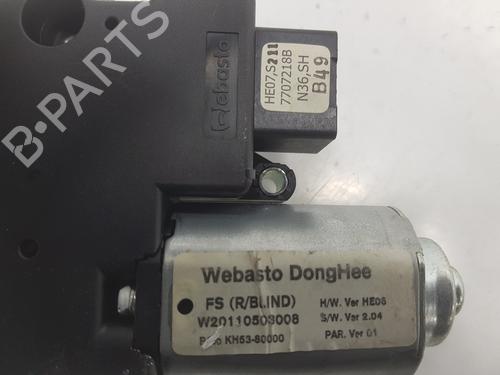 B-PARTS
Webasto
HE07,S211
7707218B
N36,SH
B49
Webasto DongHee
FS (R/BLIND)
W20110503008
KH53-80000
H/W. Ver HE06
S/W. Ver 2.04
PAR. Ver 01